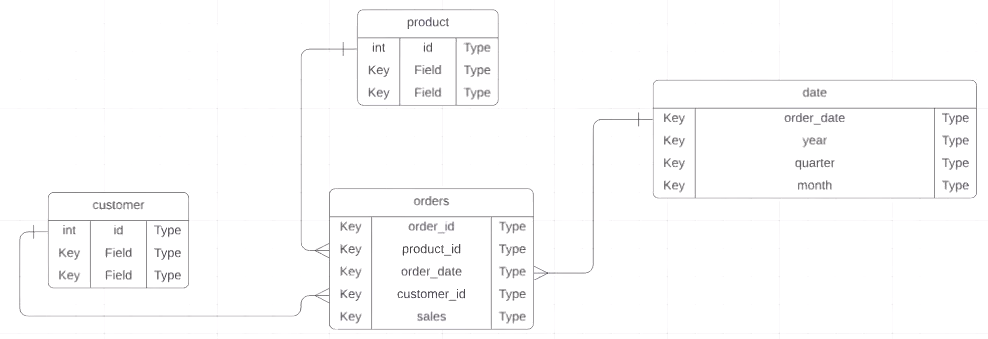 product
int id Type
Key Field Type
Key Field Type
date
Key order_date Type
Key year Type
Key quarter Type
Key month Type
customer
int id Type
Key Field Type
Key Field Type
orders
Key order_id Type
Key product_id Type
Key order_date Type
Key customer_id Type
Key sales Type